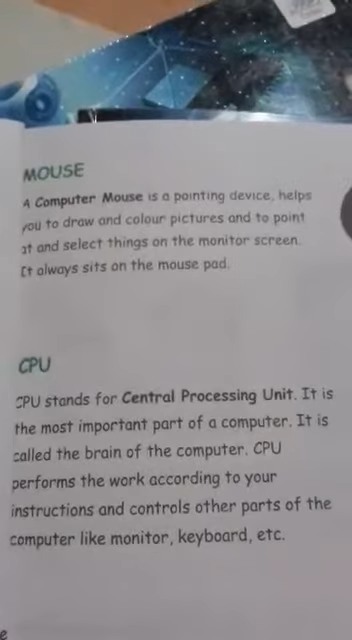 MOUSE
A Computer Mouse is a pointing device, helps
you to draw and colour pictures and to point
at and select things on the monitor screen.
It always sits on the mouse pad.
CPU
CPU stands for Central Processing Unit. It is
the most important part of a computer. It is
called the brain of the computer. CPU
performs the work according to your
instructions and controls other parts of the
computer like monitor, keyboard, etc.